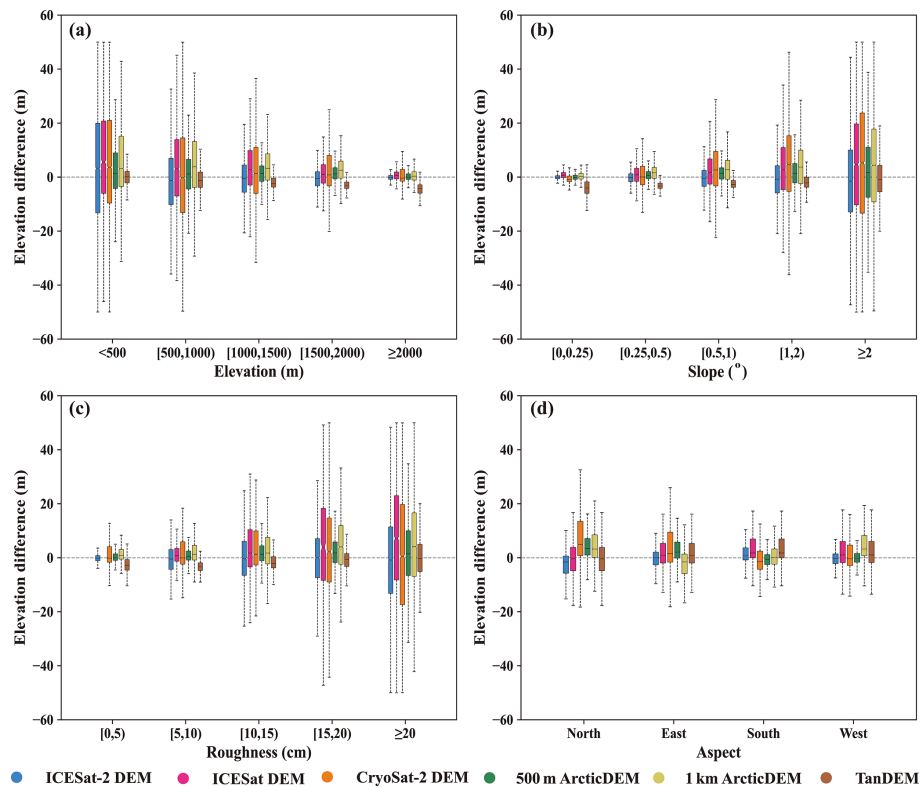 (a)
Elevation difference (m)
60
40
20
0
−20
−40
−60
<500
[500,1000)
[1000,1500)
[1500,2000)
≥2000
Elevation (m)
(b)
Elevation difference (m)
60
40
20
0
−20
−40
−60
[0,0.25)
[0.25,0.5)
[0.5,1)
[1,2)
≥2
Slope (°)
(c)
Elevation difference (m)
60
40
20
0
−20
−40
−60
[0,5)
[5,10)
[10,15)
[15,20)
≥20
Roughness (cm)
(d)
Elevation difference (m)
60
40
20
0
−20
−40
−60
North
East
South
West
Aspect
ICESat-2 DEM
ICESat DEM
CryoSat-2 DEM
500 m ArcticDEM
1 km ArcticDEM
TanDEM